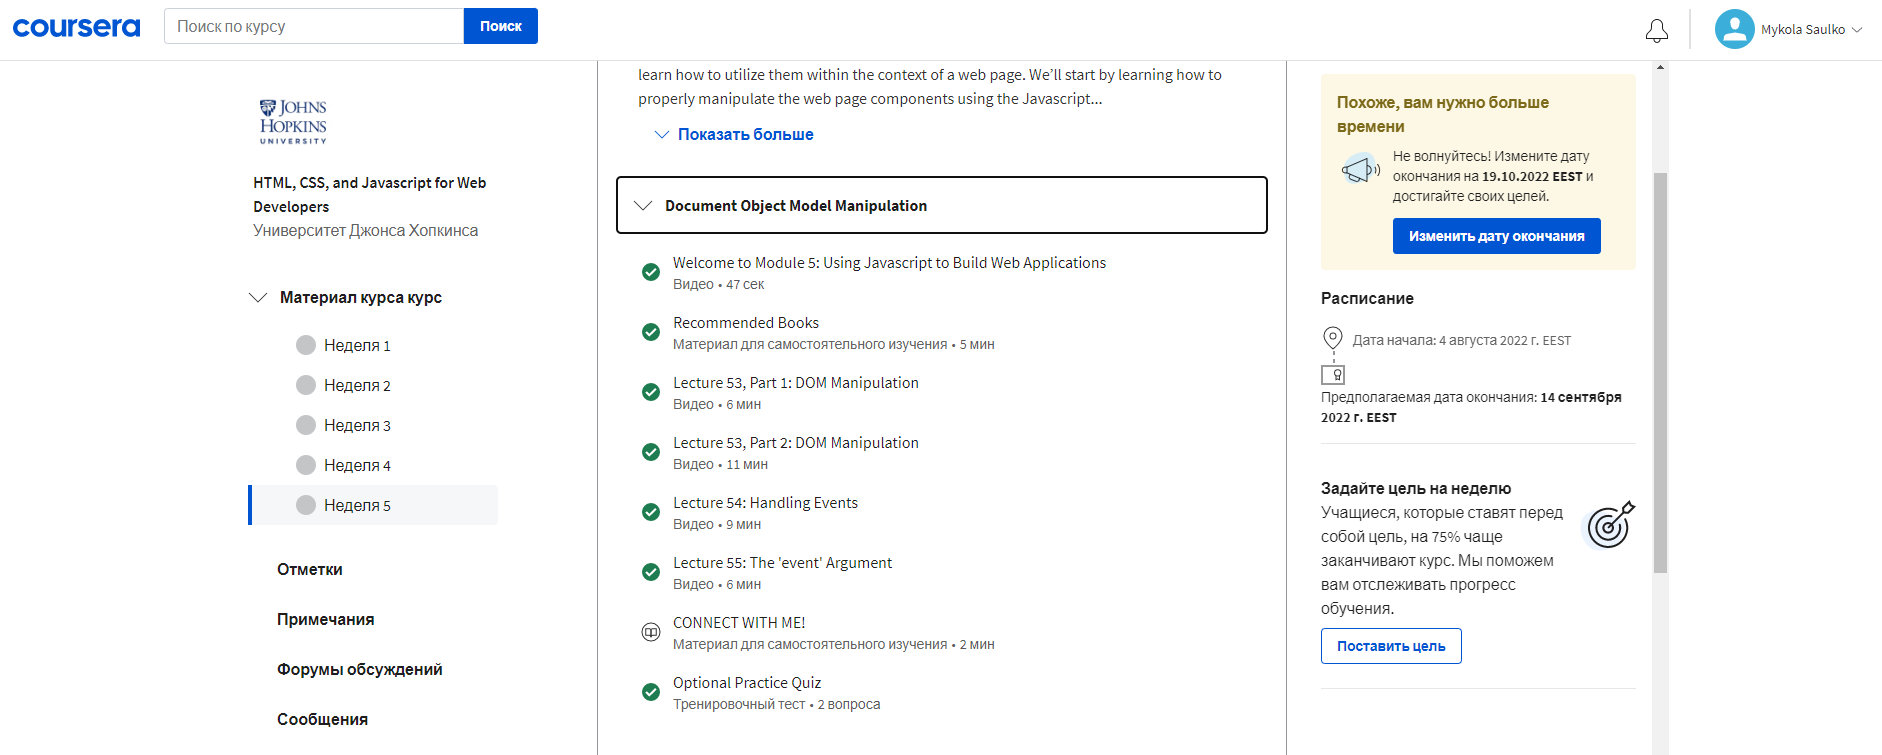 coursera
Поиск по курсу
Поиск
Mykola Saulko
JOHNS
HOPKINS
UNIVERSITY
HTML, CSS, and Javascript for Web
Developers
Университет Джонса Хопкинса
Материал курса курс
Неделя 1
Неделя 2
Неделя 3
Неделя 4
Неделя 5
Отметки
Примечания
Форумы обсуждений
Сообщения
learn how to utilize them within the context of a web page. We’ll start by learning how to
properly manipulate the web page components using the Javascript...
Показать больше
Document Object Model Manipulation
Welcome to Module 5: Using Javascript to Build Web Applications
Видео • 47 сек
Recommended Books
Материал для самостоятельного изучения • 5 мин
Lecture 53, Part 1: DOM Manipulation
Видео • 6 мин
Lecture 53, Part 2: DOM Manipulation
Видео • 11 мин
Lecture 54: Handling Events
Видео • 9 мин
Lecture 55: The 'event' Argument
Видео • 6 мин
CONNECT WITH ME!
Материал для самостоятельного изучения • 2 мин
Optional Practice Quiz
Тренировочный тест • 2 вопроса
Похоже, вам нужно больше
времени
Не волнуйтесь! Измените дату
окончания на 19.10.2022 EEST и
достигайте своих целей.
Изменить дату окончания
Расписание
Дата начала: 4 августа 2022 г. EEST
Предполагаемая дата окончания: 14 сентября
2022 г. EEST
Задайте цель на неделю
Учащиеся, которые ставят перед
собой цель, на 75% чаще
заканчивают курс. Мы поможем
вам отслеживать прогресс
обучения.
Поставить цель